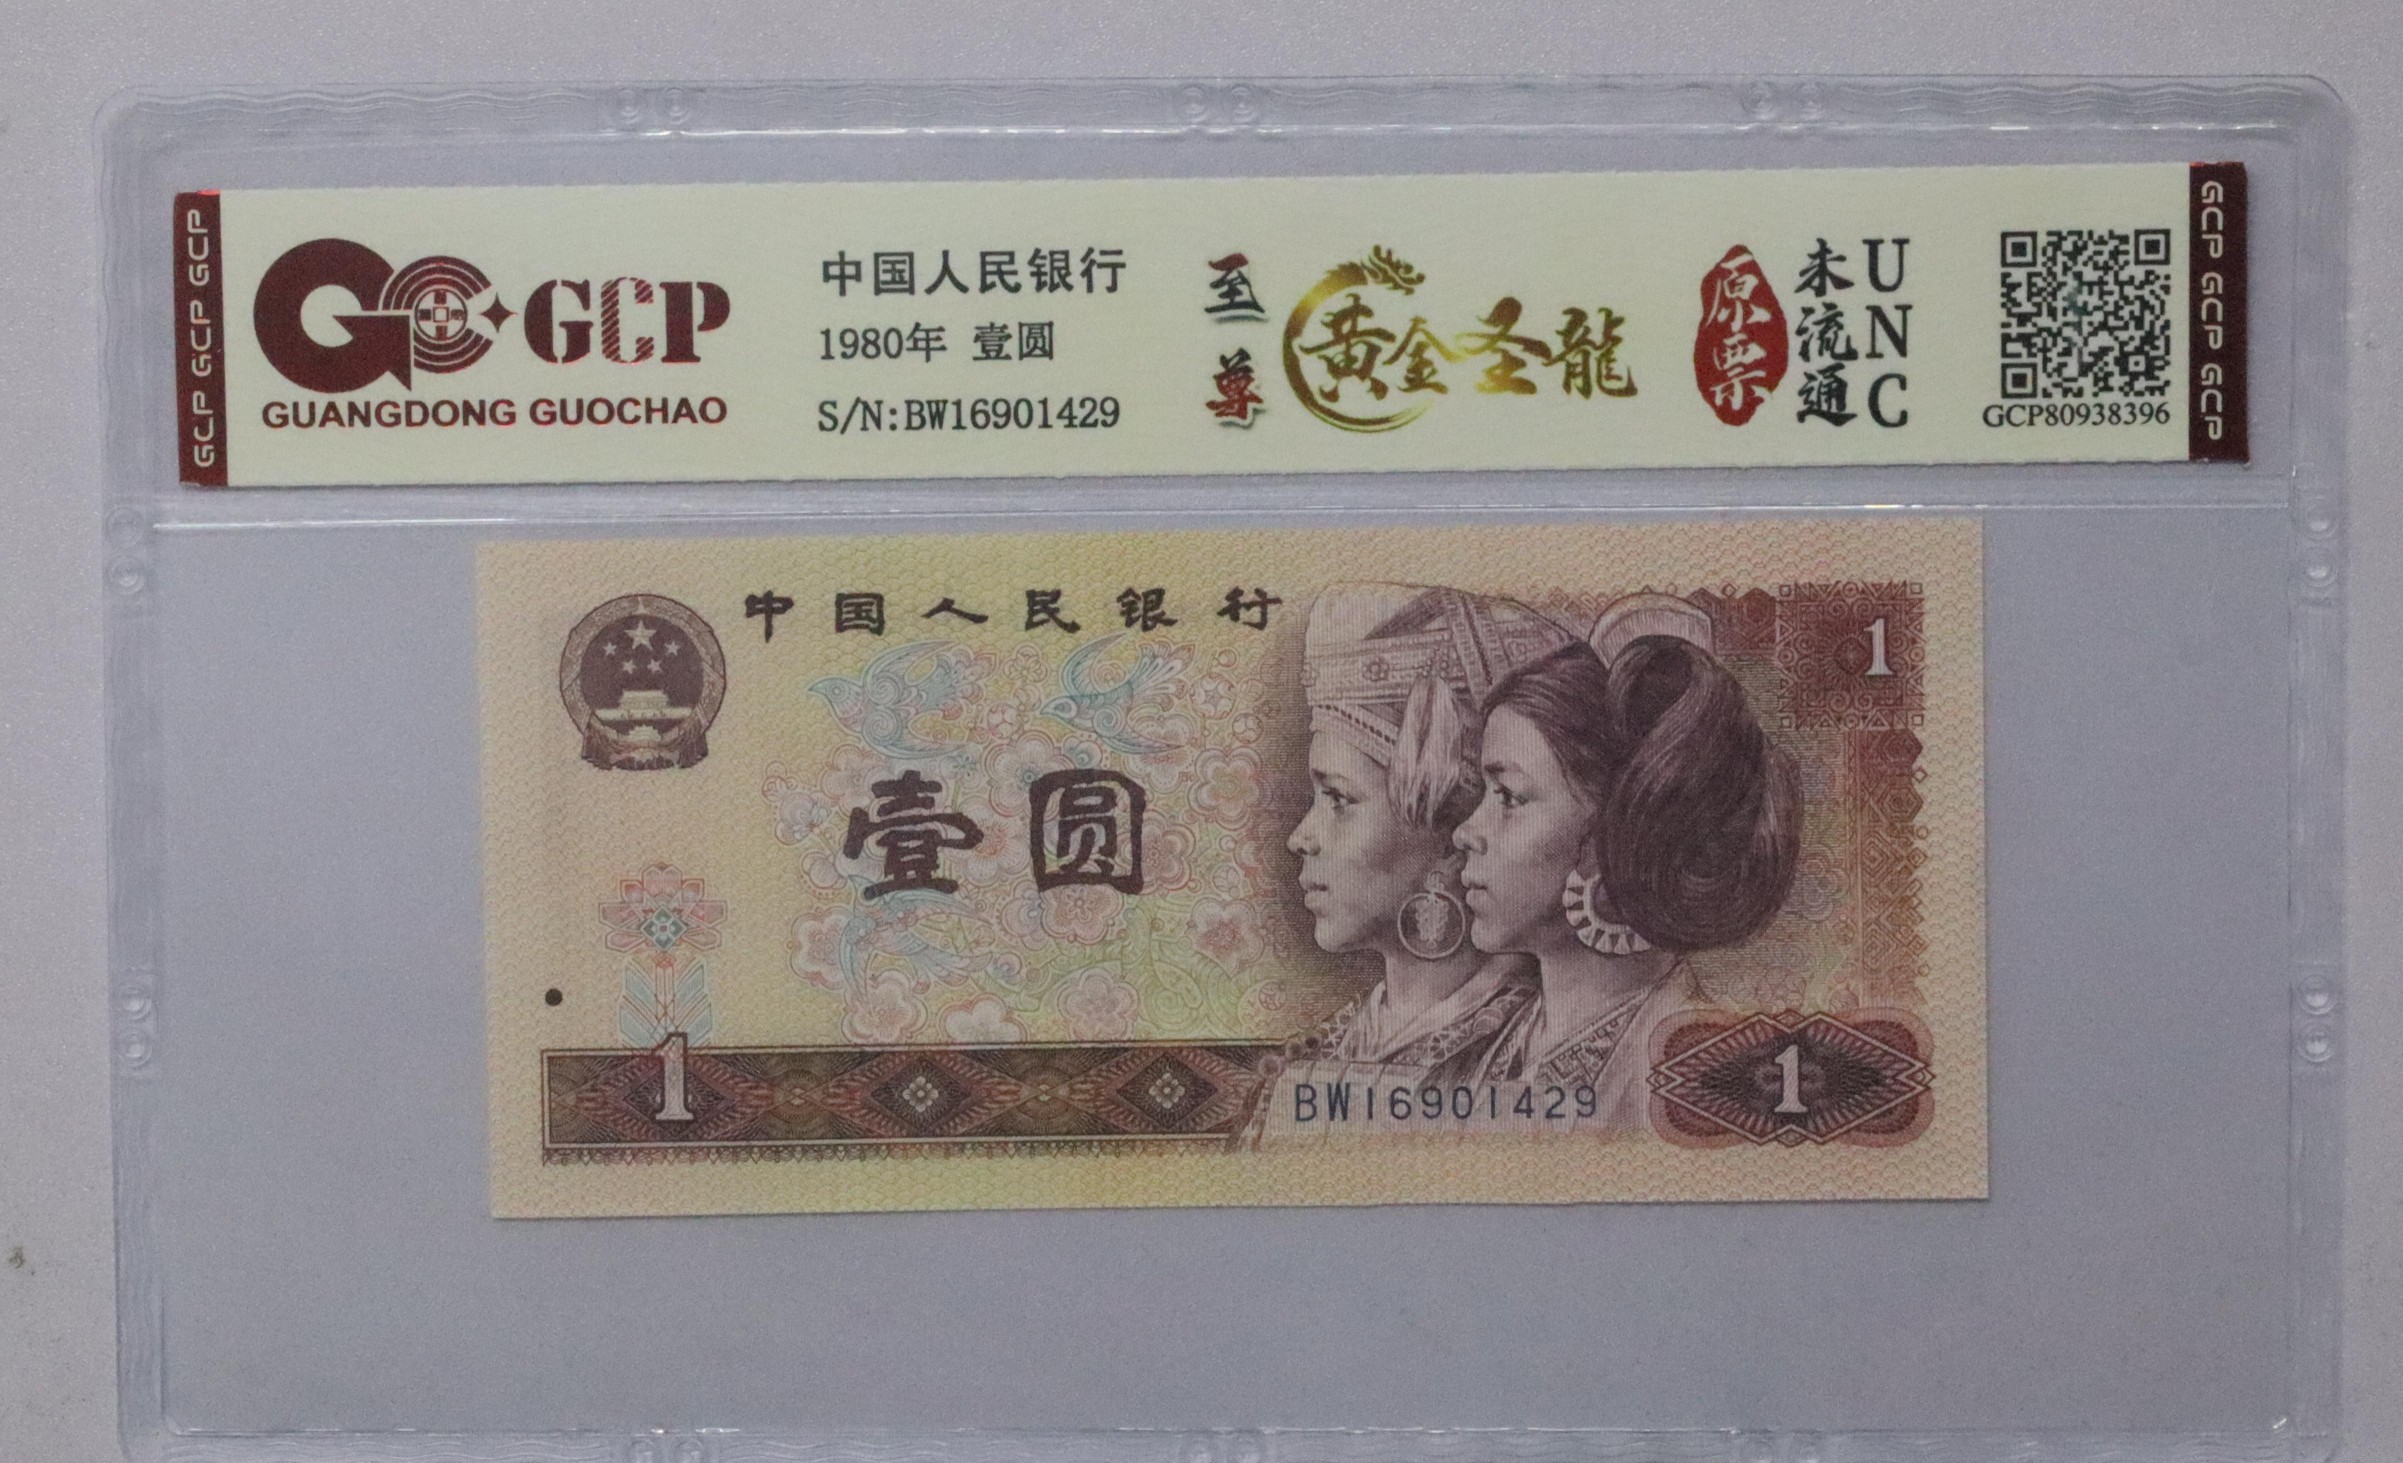 GCP GCP GCP
GCP
GUANGDONG GUOCHAO
中国人民银行
1980年 壹圆
S/N:BW16901429
至尊
黄金圣龍
原票
未流通
UNC
GCP80938396
GCP GCP GCP
中国人民银行
1
壹圆
1
BW16901429
1